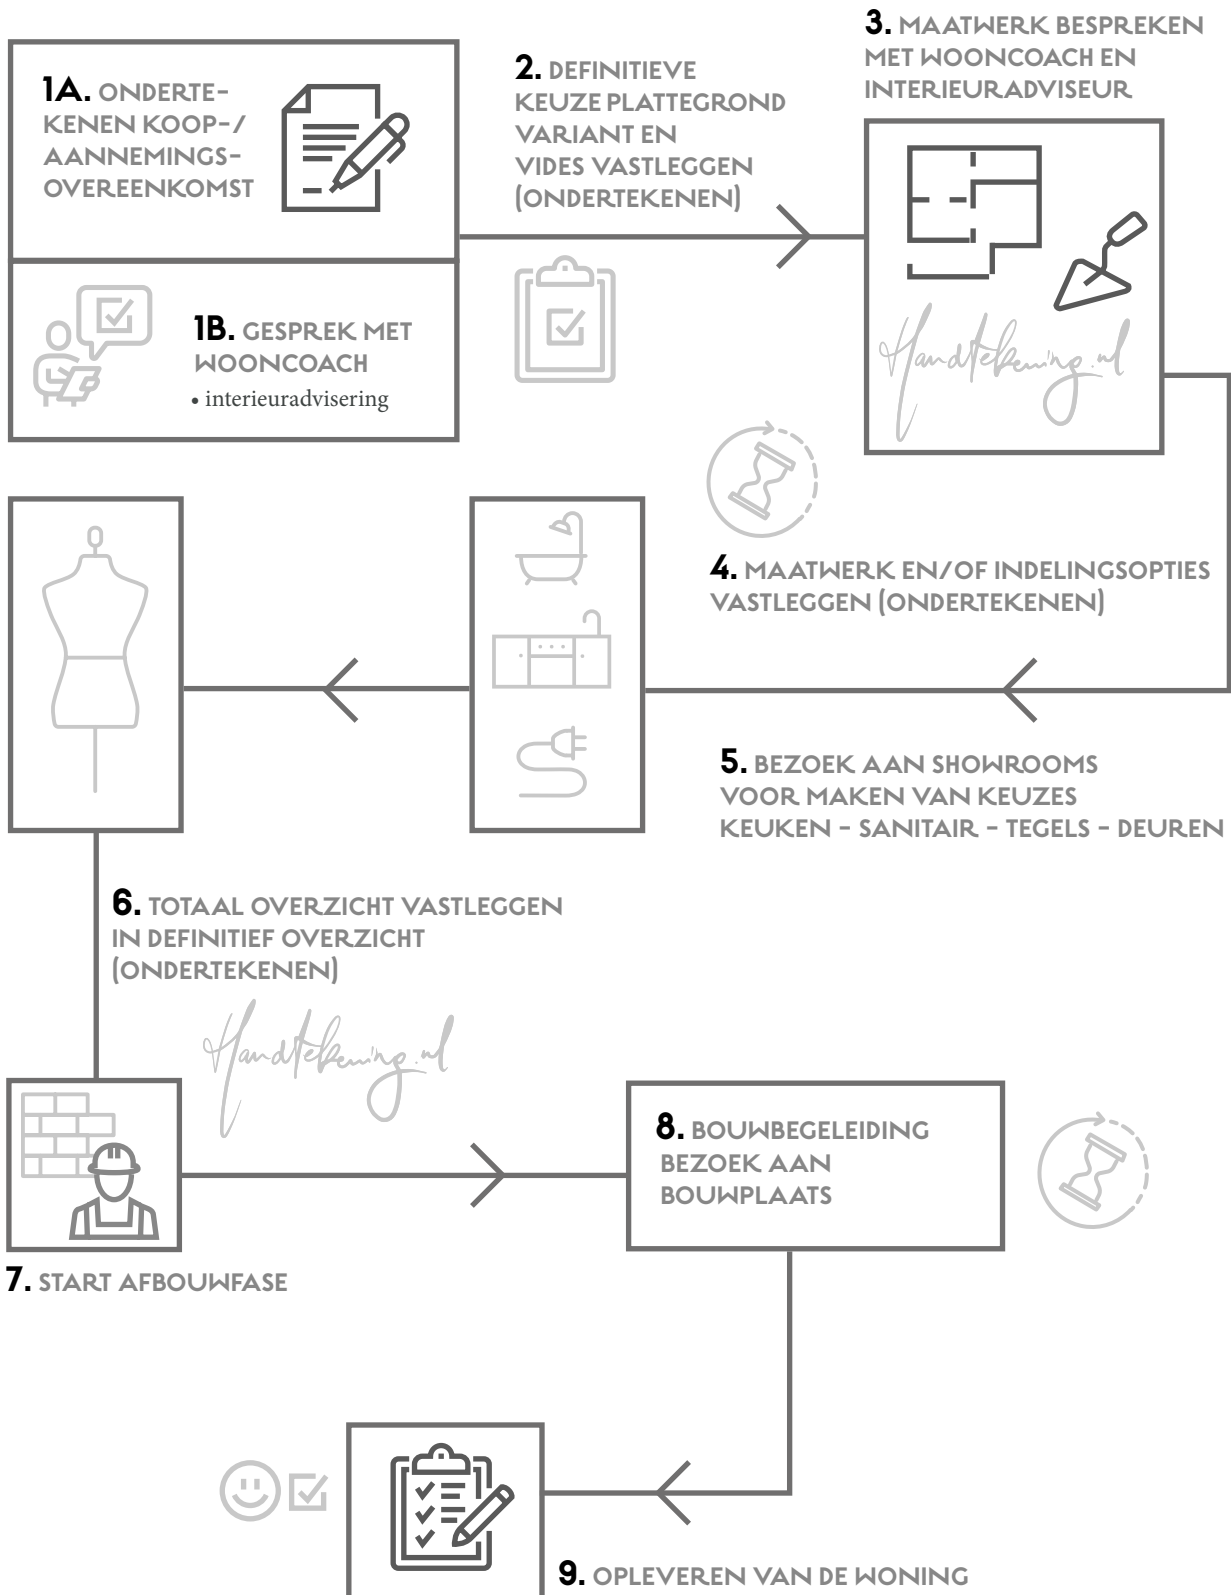 1A. ONDERTE-
KENEN KOOP-/
AANNEMINGS-
OVEREENKOMST
1B. GESPREK MET
WOONCOACH
• interieuradvisering
2. DEFINITIEVE
KEUZE PLATTEGROND
VARIANT EN
VIDES VASTLEGGEN
(ONDERTEKENEN)
3. MAATWERK BESPREKEN
MET WOONCOACH EN
INTERIEURADVISEUR
Handtekening.nl
4. MAATWERK EN/OF INDELINGSOPTIES
VASTLEGGEN (ONDERTEKENEN)
5. BEZOEK AAN SHOWROOMS
VOOR MAKEN VAN KEUZES
KEUKEN - SANITAIR - TEGELS - DEUREN
6. TOTAAL OVERZICHT VASTLEGGEN
IN DEFINITIEF OVERZICHT
(ONDERTEKENEN)
Handtekening.nl
7. START AFBOUWFASE
8. BOUWBEGELEIDING
BEZOEK AAN
BOUWPLAATS
9. OPLEVEREN VAN DE WONING